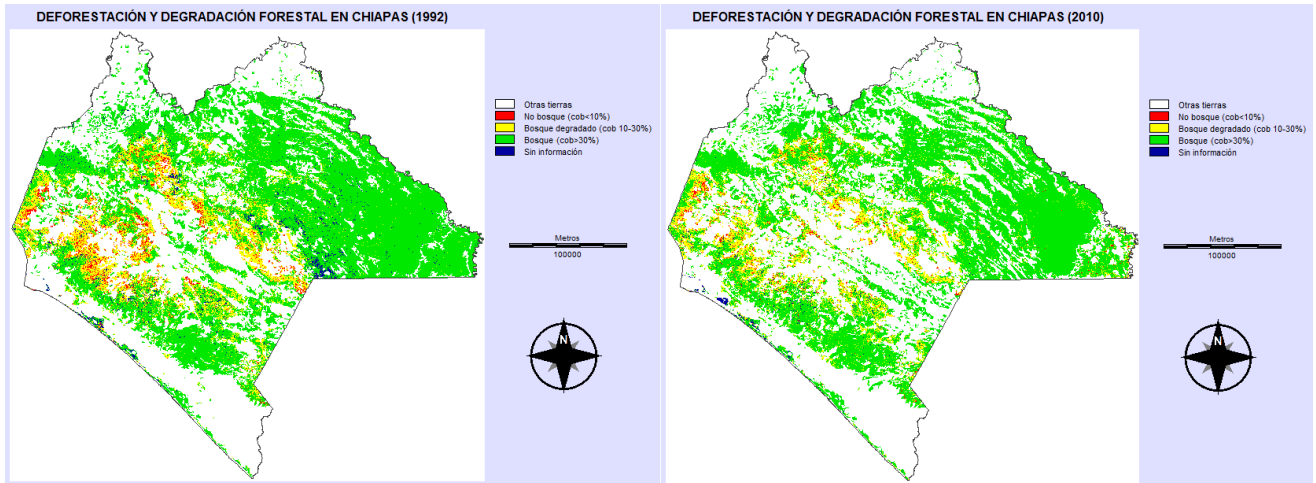 DEFORESTACIÓN Y DEGRADACIÓN FORESTAL EN CHIAPAS (1992)
Otras tierras
No bosque (cob<10%)
Bosque degradado (cob 10-30%)
Bosque (cob>30%)
Sin información
Metros
100000
N
DEFORESTACIÓN Y DEGRADACIÓN FORESTAL EN CHIAPAS (2010)
Otras tierras
No bosque (cob<10%)
Bosque degradado (cob 10-30%)
Bosque (cob>30%)
Sin información
Metros
100000
N